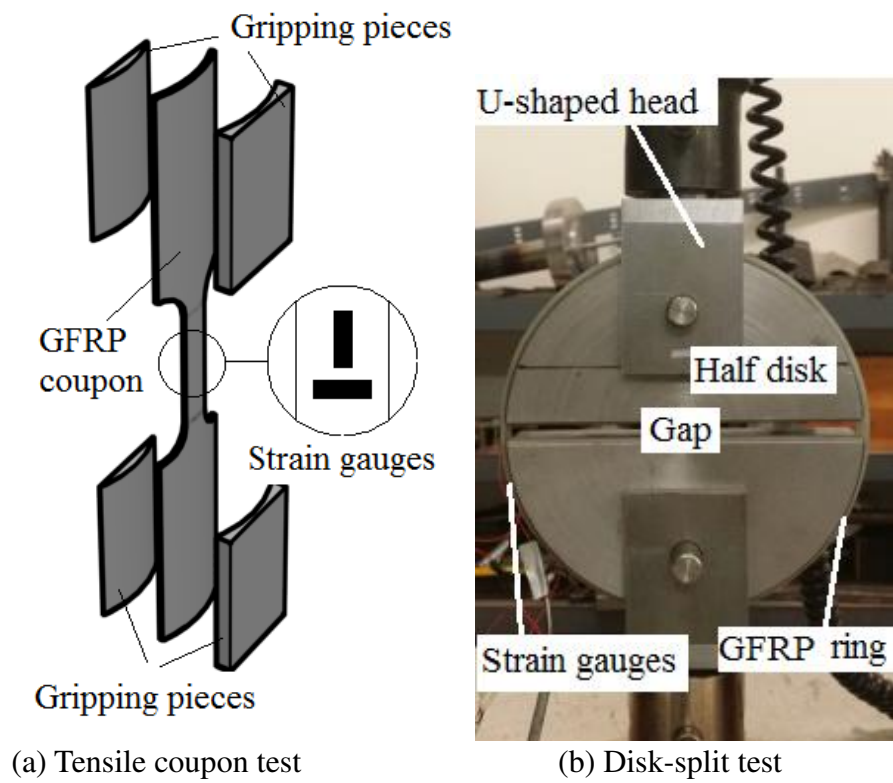 Gripping pieces
GFRP
coupon
Strain gauges
Gripping pieces
(a) Tensile coupon test
U-shaped head
Half disk
Gap
Strain gauges
GFRP ring
(b) Disk-split test